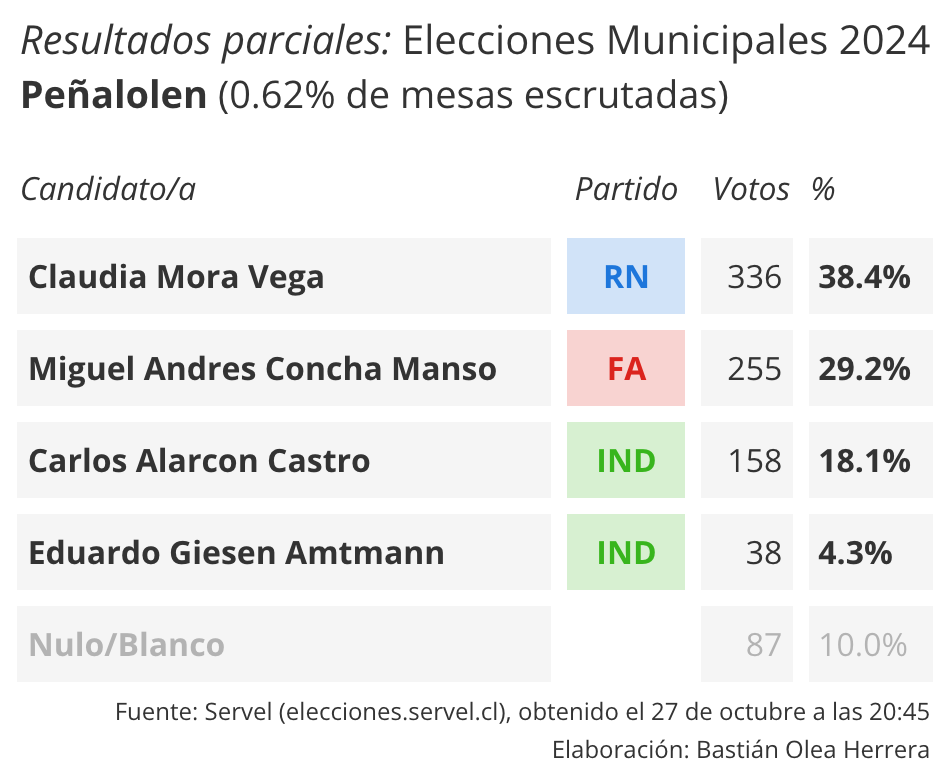 Resultados parciales: Elecciones Municipales 2024
Peñalolen (0.62% de mesas escrutadas)
Candidato/a Partido Votos %
Claudia Mora Vega RN 336 38.4%
Miguel Andres Concha Manso FA 255 29.2%
Carlos Alarcon Castro IND 158 18.1%
Eduardo Giesen Amtmann IND 38 4.3%
Nulo/Blanco 87 10.0%
Fuente: Servel (elecciones.servel.cl), obtenido el 27 de octubre a las 20:45
Elaboración: Bastián Olea Herrera